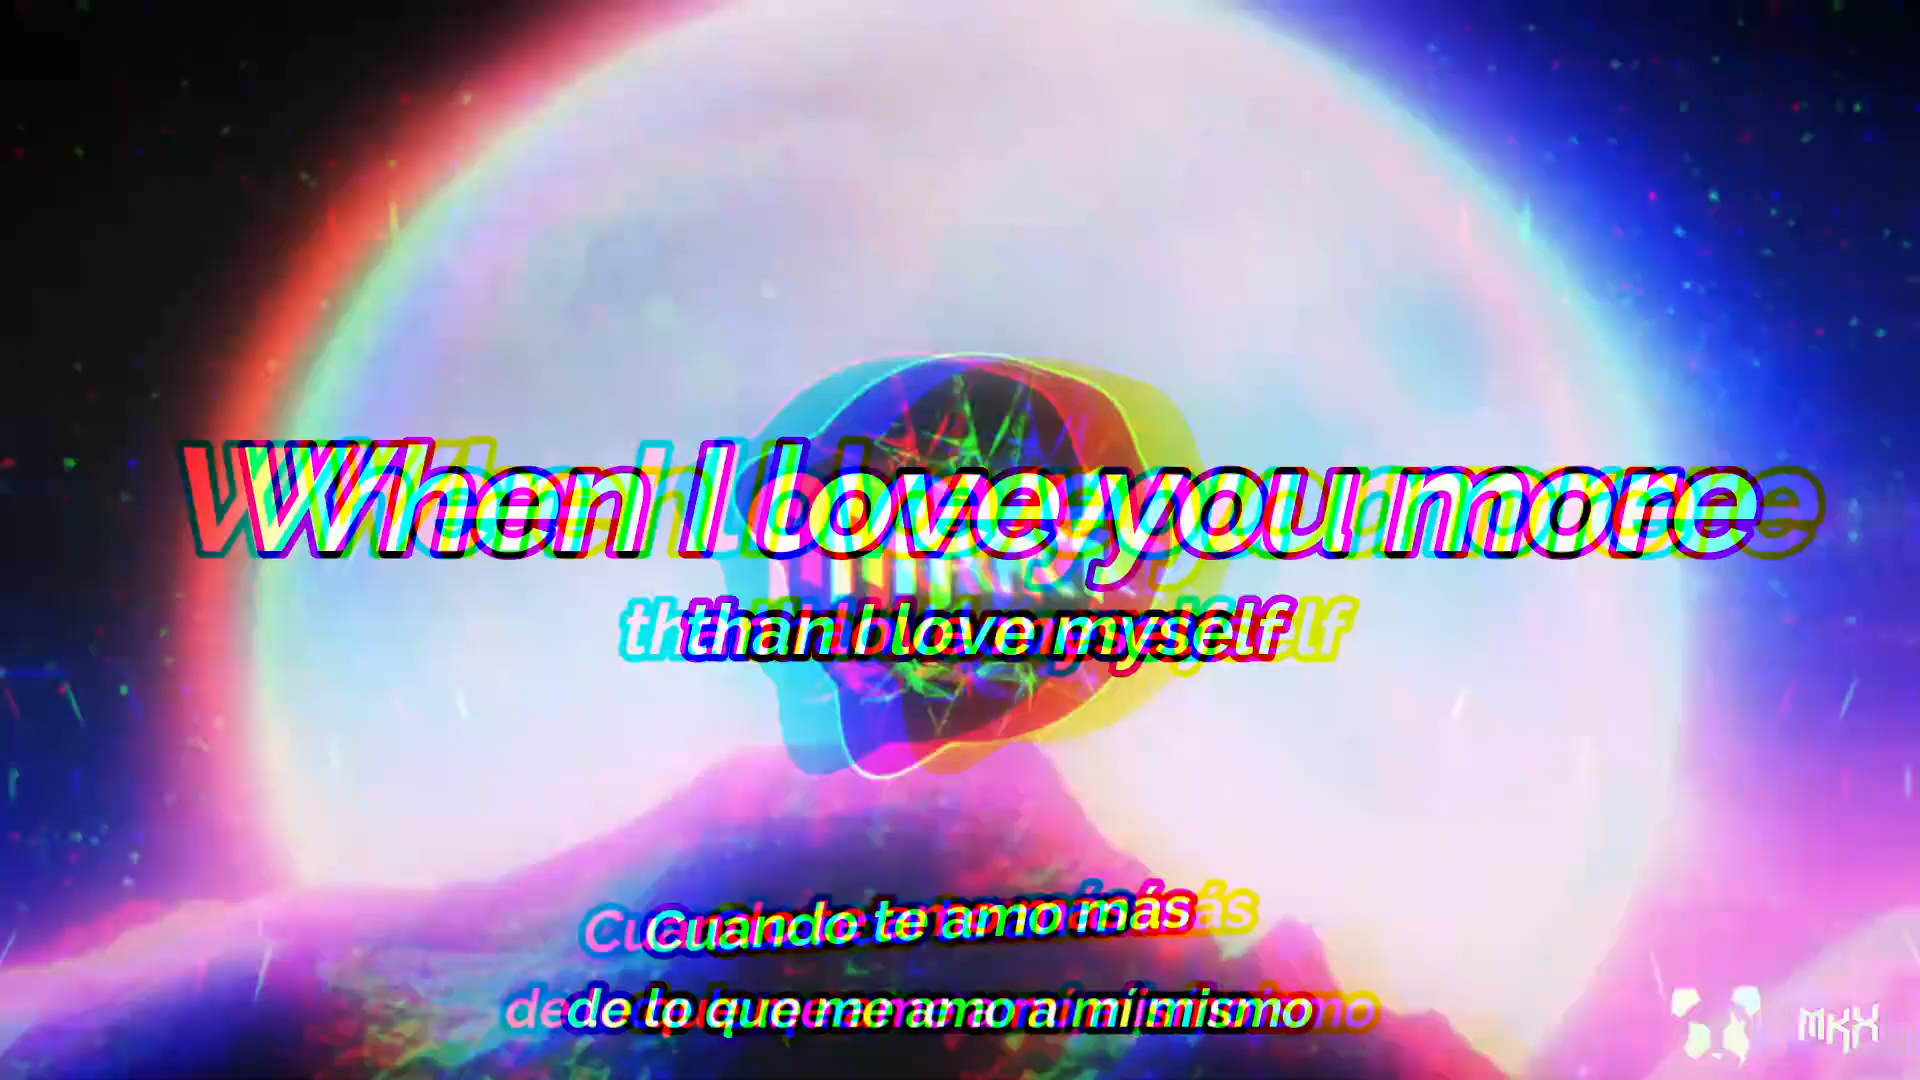 When I love you more
than I love myself
Cuando te amo más
de lo que me amo a mí mismo
MKX